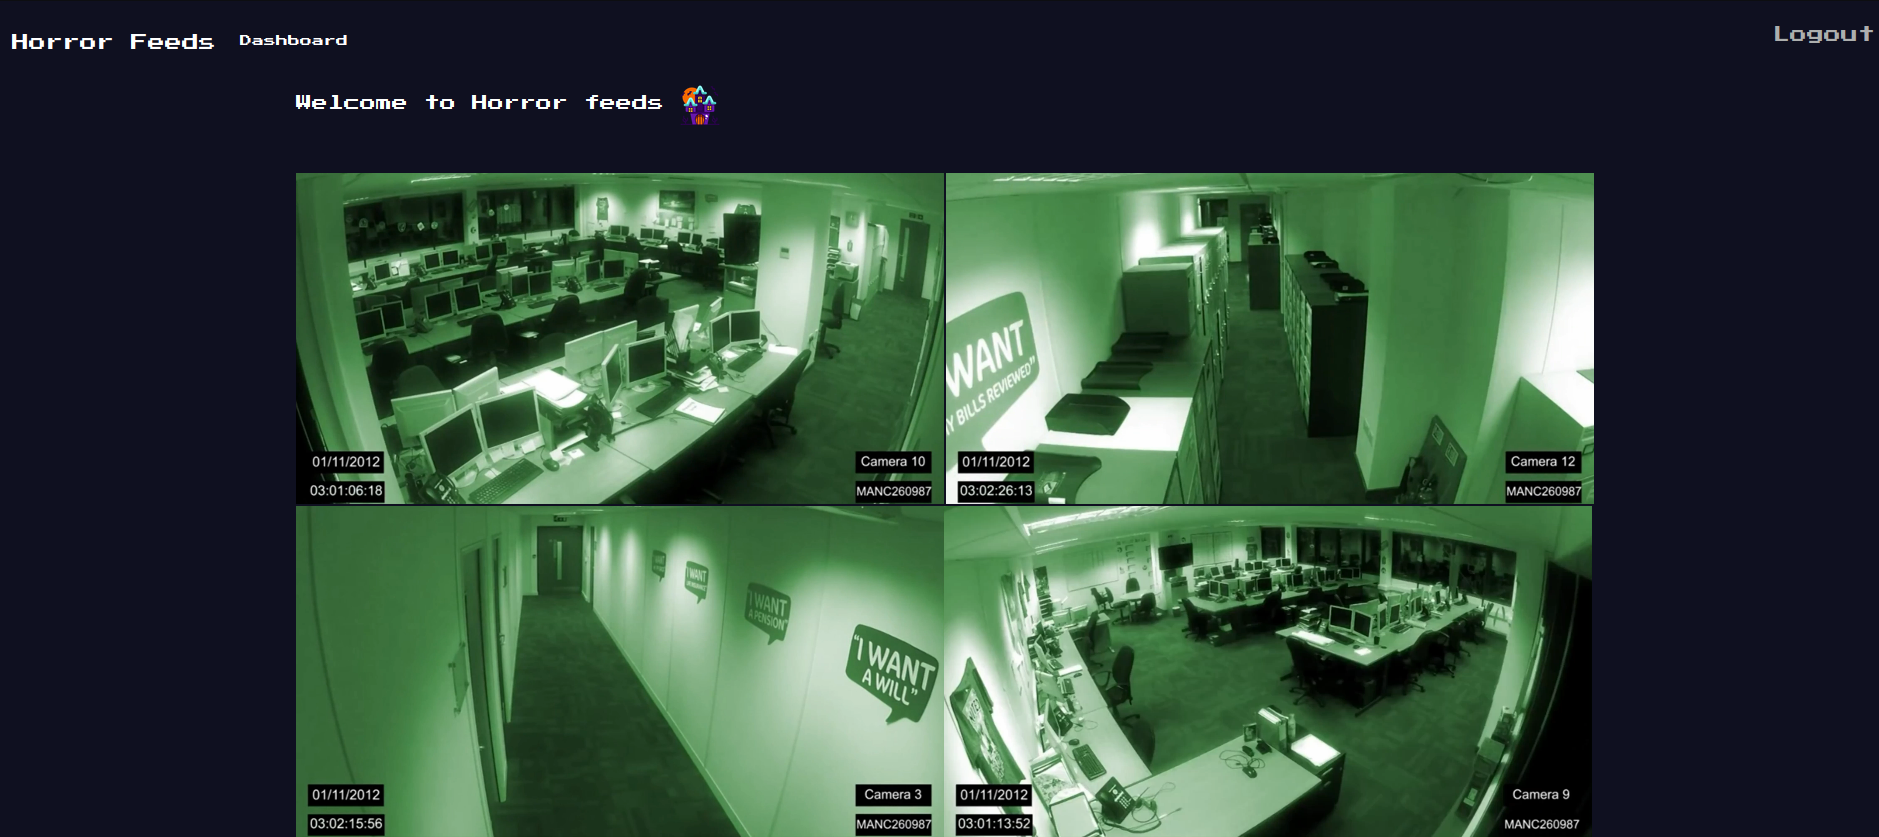 Horror Feeds Dashboard Logout
Welcome to Horror feeds
01/11/2012 Camera 10
03:01:06:18 MANC260987
WANT
BILLS REVIEWED"
01/11/2012 Camera 12
03:02:26:13 MANC260987
"I WANT
I WANT
A PENSION"
"I WANT
A WILL"
01/11/2012 Camera 3
03:02:15:56 MANC260987
01/11/2012 Camera 9
03:01:13:52 MANC260987